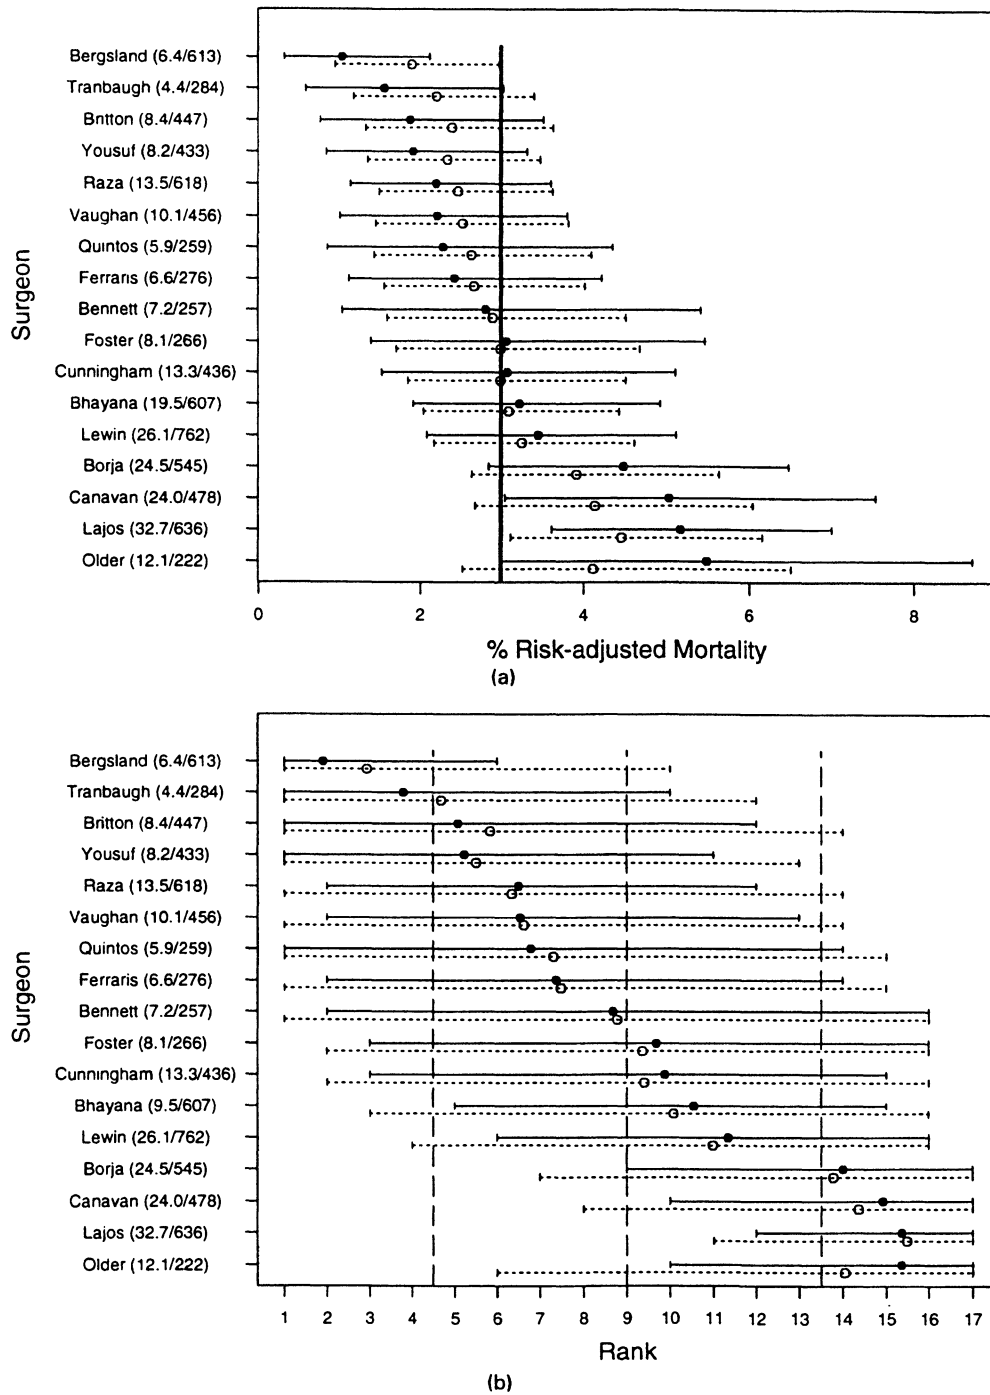 Surgeon
Bergsland (6.4/613)
Tranbaugh (4.4/284)
Britton (8.4/447)
Yousuf (8.2/433)
Raza (13.5/618)
Vaughan (10.1/456)
Quintos (5.9/259)
Ferraris (6.6/276)
Bennett (7.2/257)
Foster (8.1/266)
Cunningham (13.3/436)
Bhayana (19.5/607)
Lewin (26.1/762)
Borja (24.5/545)
Canavan (24.0/478)
Lajos (32.7/636)
Older (12.1/222)
0 2 4 6 8
% Risk-adjusted Mortality
(a)
Surgeon
Bergsland (6.4/613)
Tranbaugh (4.4/284)
Britton (8.4/447)
Yousuf (8.2/433)
Raza (13.5/618)
Vaughan (10.1/456)
Quintos (5.9/259)
Ferraris (6.6/276)
Bennett (7.2/257)
Foster (8.1/266)
Cunningham (13.3/436)
Bhayana (9.5/607)
Lewin (26.1/762)
Borja (24.5/545)
Canavan (24.0/478)
Lajos (32.7/636)
Older (12.1/222)
1 2 3 4 5 6 7 8 9 10 11 12 13 14 15 16 17
Rank
(b)